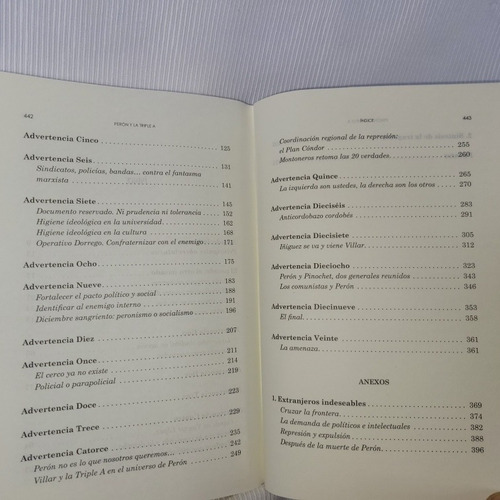 442
PERÓN Y LA TRIPLE A
Advertencia Cinco 125
Advertencia Seis 131
Sindicatos, policías, bandas... contra el fantasma
marxista 141
Advertencia Siete 145
Documento reservado. Ni prudencia ni tolerancia 152
Higiene ideológica en la universidad 162
Higiene ideológica en la cultura 168
Operativo Dorrego. Confraternizar con el enemigo 171
Advertencia Ocho 175
Advertencia Nueve 183
Fortalecer el pacto político y social 188
Identificar al enemigo interno 191
Diciembre sangriento: peronismo o socialismo 196
Advertencia Diez 207
Advertencia Once 211
El cerco ya no existe 214
Policial o parapolicial 219
Advertencia Doce 223
Advertencia Trece 229
Advertencia Catorce 235
Perón no es lo que nosotros queremos... 242
Villar y la Triple A en el universo de Perón 249
ÍNDICE
443
Coordinación regional de la represión:
el Plan Cóndor 255
Montoneros retoma las 20 verdades 260
Advertencia Quince 265
La izquierda son ustedes, la derecha son los otros 270
Advertencia Dieciséis 283
Anticordobazo cordobés 291
Advertencia Diecisiete 305
Iñiguez se va y viene Villar 312
Advertencia Dieciocho 323
Perón y Pinochet, dos generales reunidos 343
Los comunistas y Perón 346
Advertencia Diecinueve 353
El final 358
Advertencia Veinte 361
La amenaza 361
ANEXOS
1. Extranjeros indeseables 369
Cruzar la frontera 374
La demanda de políticos e intelectuales 382
Represión y expulsión 388
Después de la muerte de Perón 394